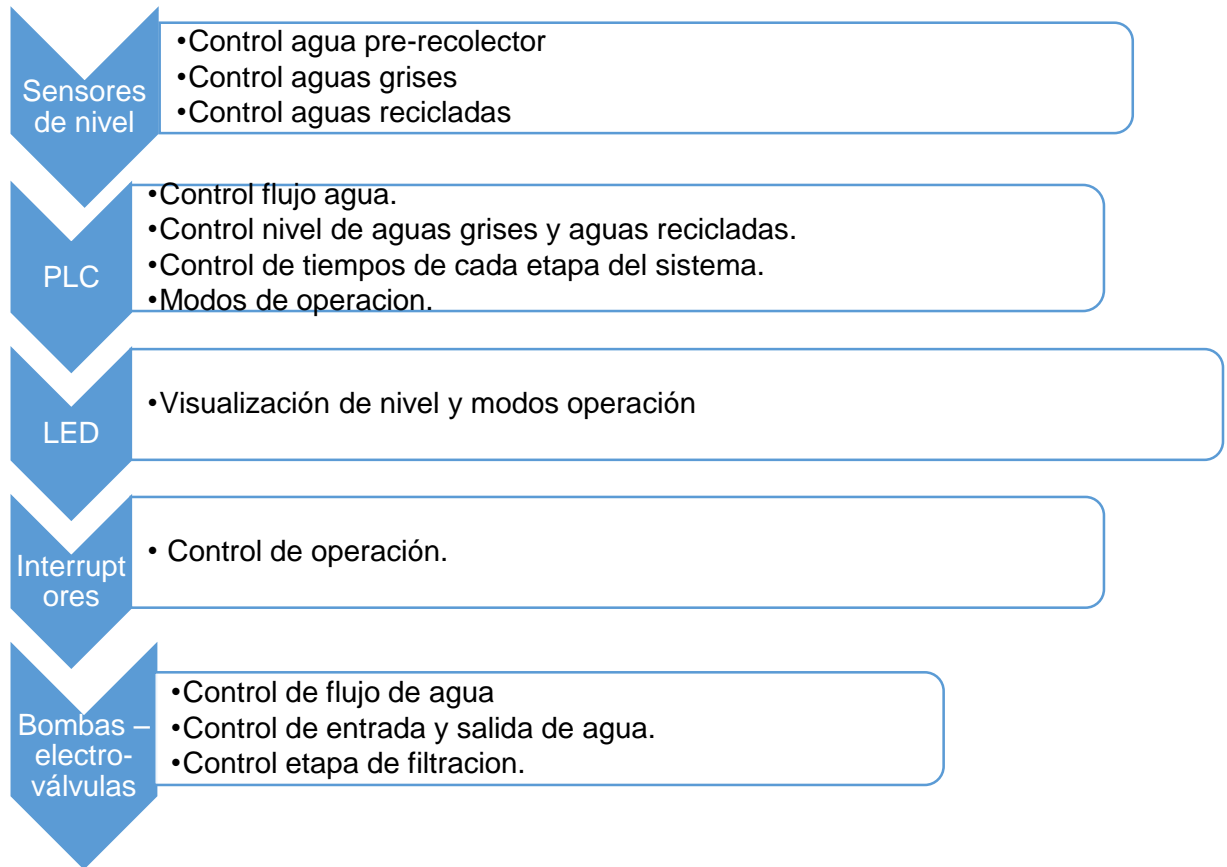 Sensores
de nivel
•Control agua pre-recolector
•Control aguas grises
•Control aguas recicladas
PLC
•Control flujo agua.
•Control nivel de aguas grises y aguas recicladas.
•Control de tiempos de cada etapa del sistema.
•Modos de operacion.
LED
•Visualización de nivel y modos operación
Interrupt
ores
• Control de operación.
Bombas –
electro-
válvulas
•Control de flujo de agua
•Control de entrada y salida de agua.
•Control etapa de filtracion.